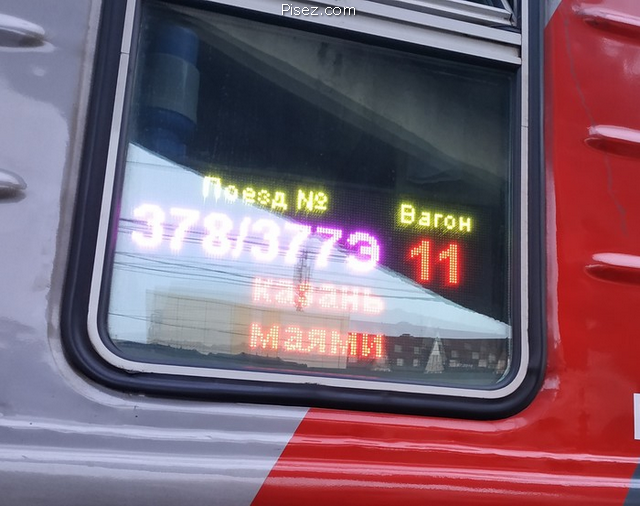 Pisez.com
Поезд №
378/377Э
Вагон
11
казань
маями